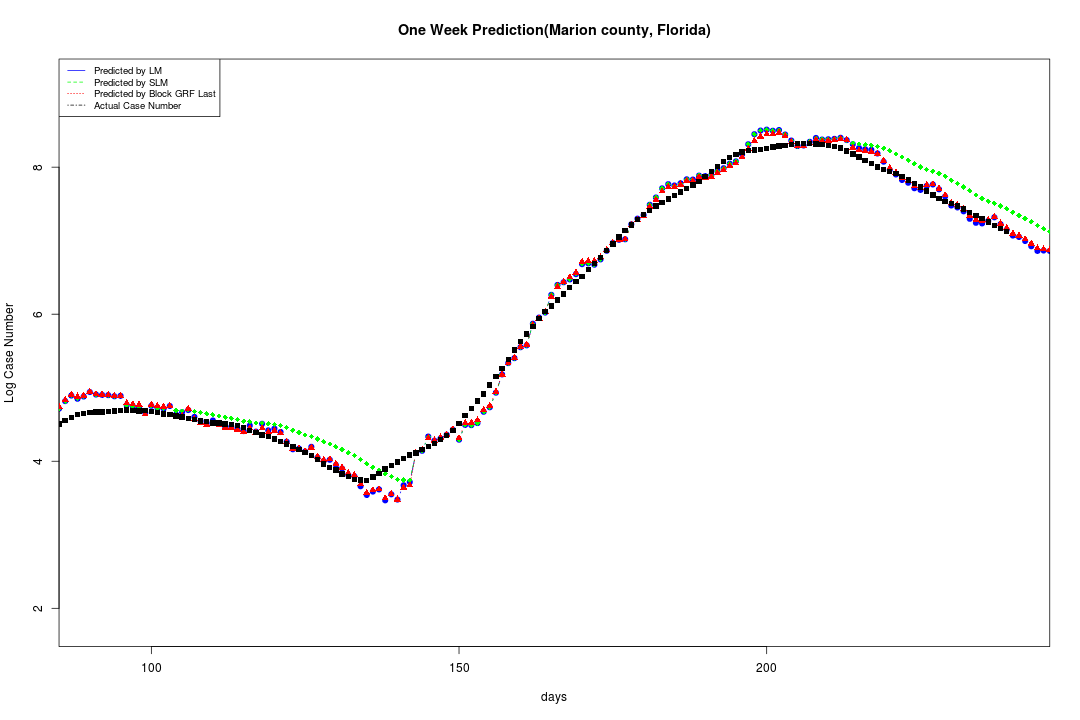 One Week Prediction(Marion county, Florida)
Predicted by LM
Predicted by SLM
Predicted by Block GRF Last
Actual Case Number
8
6
4
2
Log Case Number
100 150 200
days